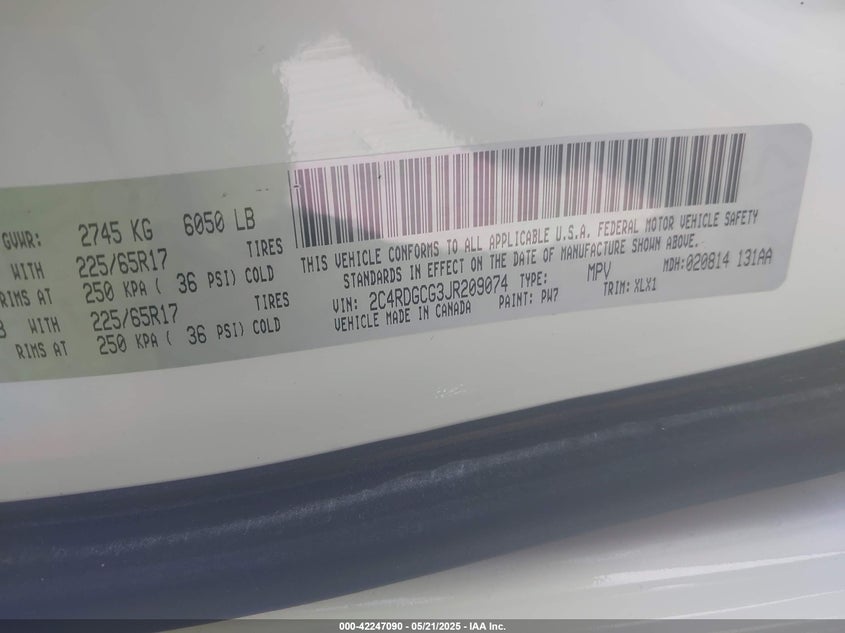 GVWR: 2745 KG 6050 LB
WITH 225/65R17 TIRES
RIMS AT 250 KPA ( 36 PSI) COLD
WITH 225/65R17 TIRES
RIMS AT 250 KPA ( 36 PSI) COLD
THIS VEHICLE CONFORMS TO ALL APPLICABLE U.S.A. FEDERAL MOTOR VEHICLE SAFETY
STANDARDS IN EFFECT ON THE DATE OF MANUFACTURE SHOWN ABOVE.
VIN: 2C4RDGCG3JR209074 TYPE: MPV MDH:020814 131AA
VEHICLE MADE IN CANADA PAINT: PW7 TRIM: XLX1
000-42247090 - 05/21/2025 - IAA Inc.